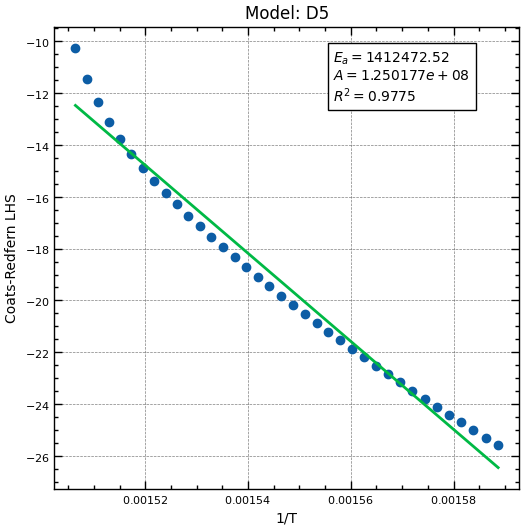 Model: D5
−10
−12
−14
−16
−18
−20
−22
−24
−26
Coats-Redfern LHS
E_a = 1412472.52
A = 1.250177e + 08
R² = 0.9775
0.00152
0.00154
0.00156
0.00158
1/T